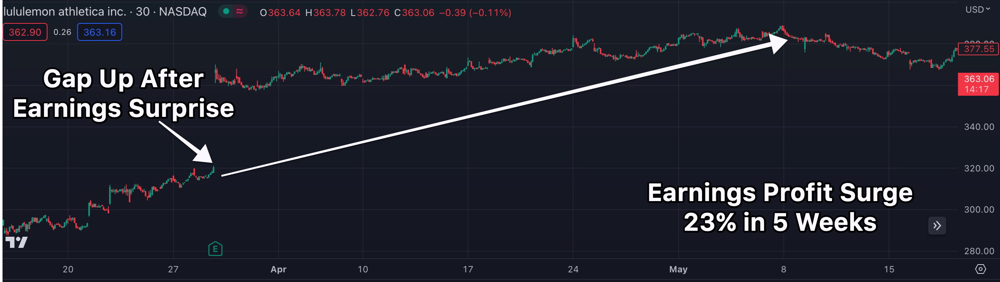 lululemon athletica inc. · 30 · NASDAQ
O363.64 H363.78 L362.76 C363.06 −0.39 (−0.11%)
USD
362.90 0.26 363.16
380.00
377.55
363.06
14:17
Gap Up After
Earnings Surprise
340.00
320.00
300.00
280.00
Earnings Profit Surge
23% in 5 Weeks
E
20 27 Apr 10 17 24 May 8 15